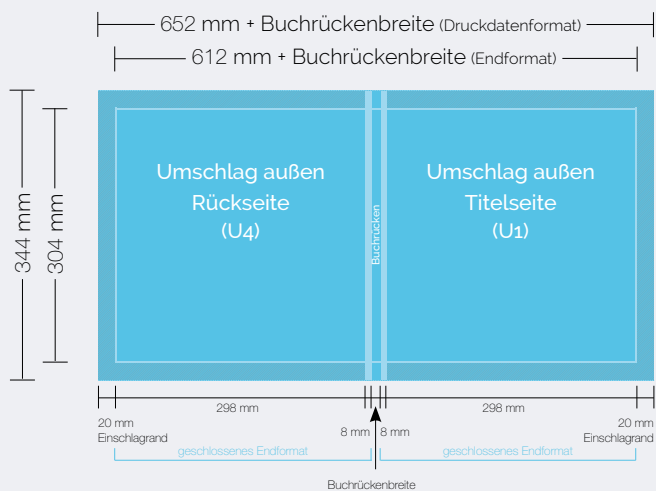 652 mm + Buchrückenbreite (Druckdatenformat)
612 mm + Buchrückenbreite (Endformat)
344 mm
304 mm
Umschlag außen
Rückseite
(U4)
Buchrücken
Umschlag außen
Titelseite
(U1)
298 mm
298 mm
20 mm
Einschlagrand
8 mm
8 mm
20 mm
Einschlagrand
geschlossenes Endformat
geschlossenes Endformat
Buchrückenbreite